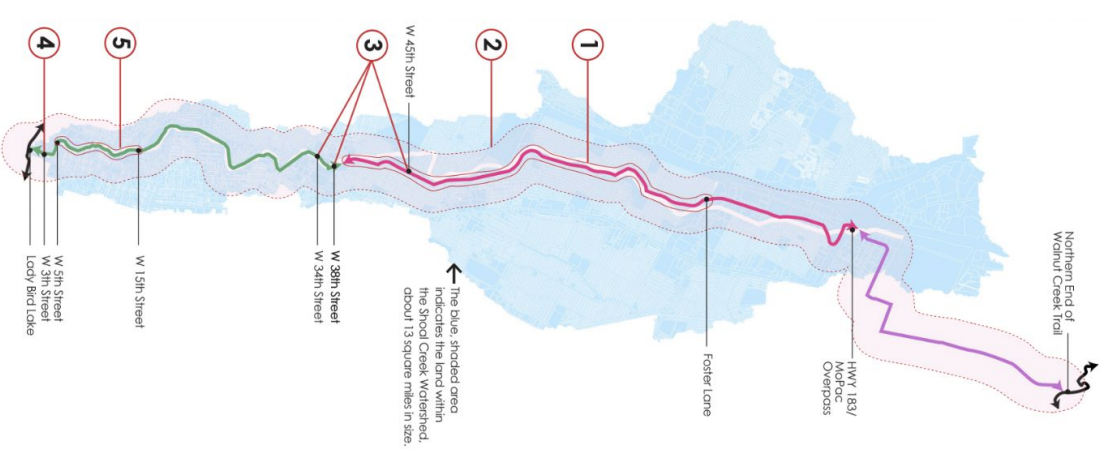 4
5
3
2
1
W 45th Street
Northern End of
Walnut Creek Trail
HWY 183/
MoPac
Overpass
Foster Lane
The blue, shaded area
indicates the land within
the Shoal Creek Watershed,
about 13 square miles in size.
W 38th Street
W 34th Street
W 15th Street
W 5th Street
W 3th Street
Lady Bird Lake